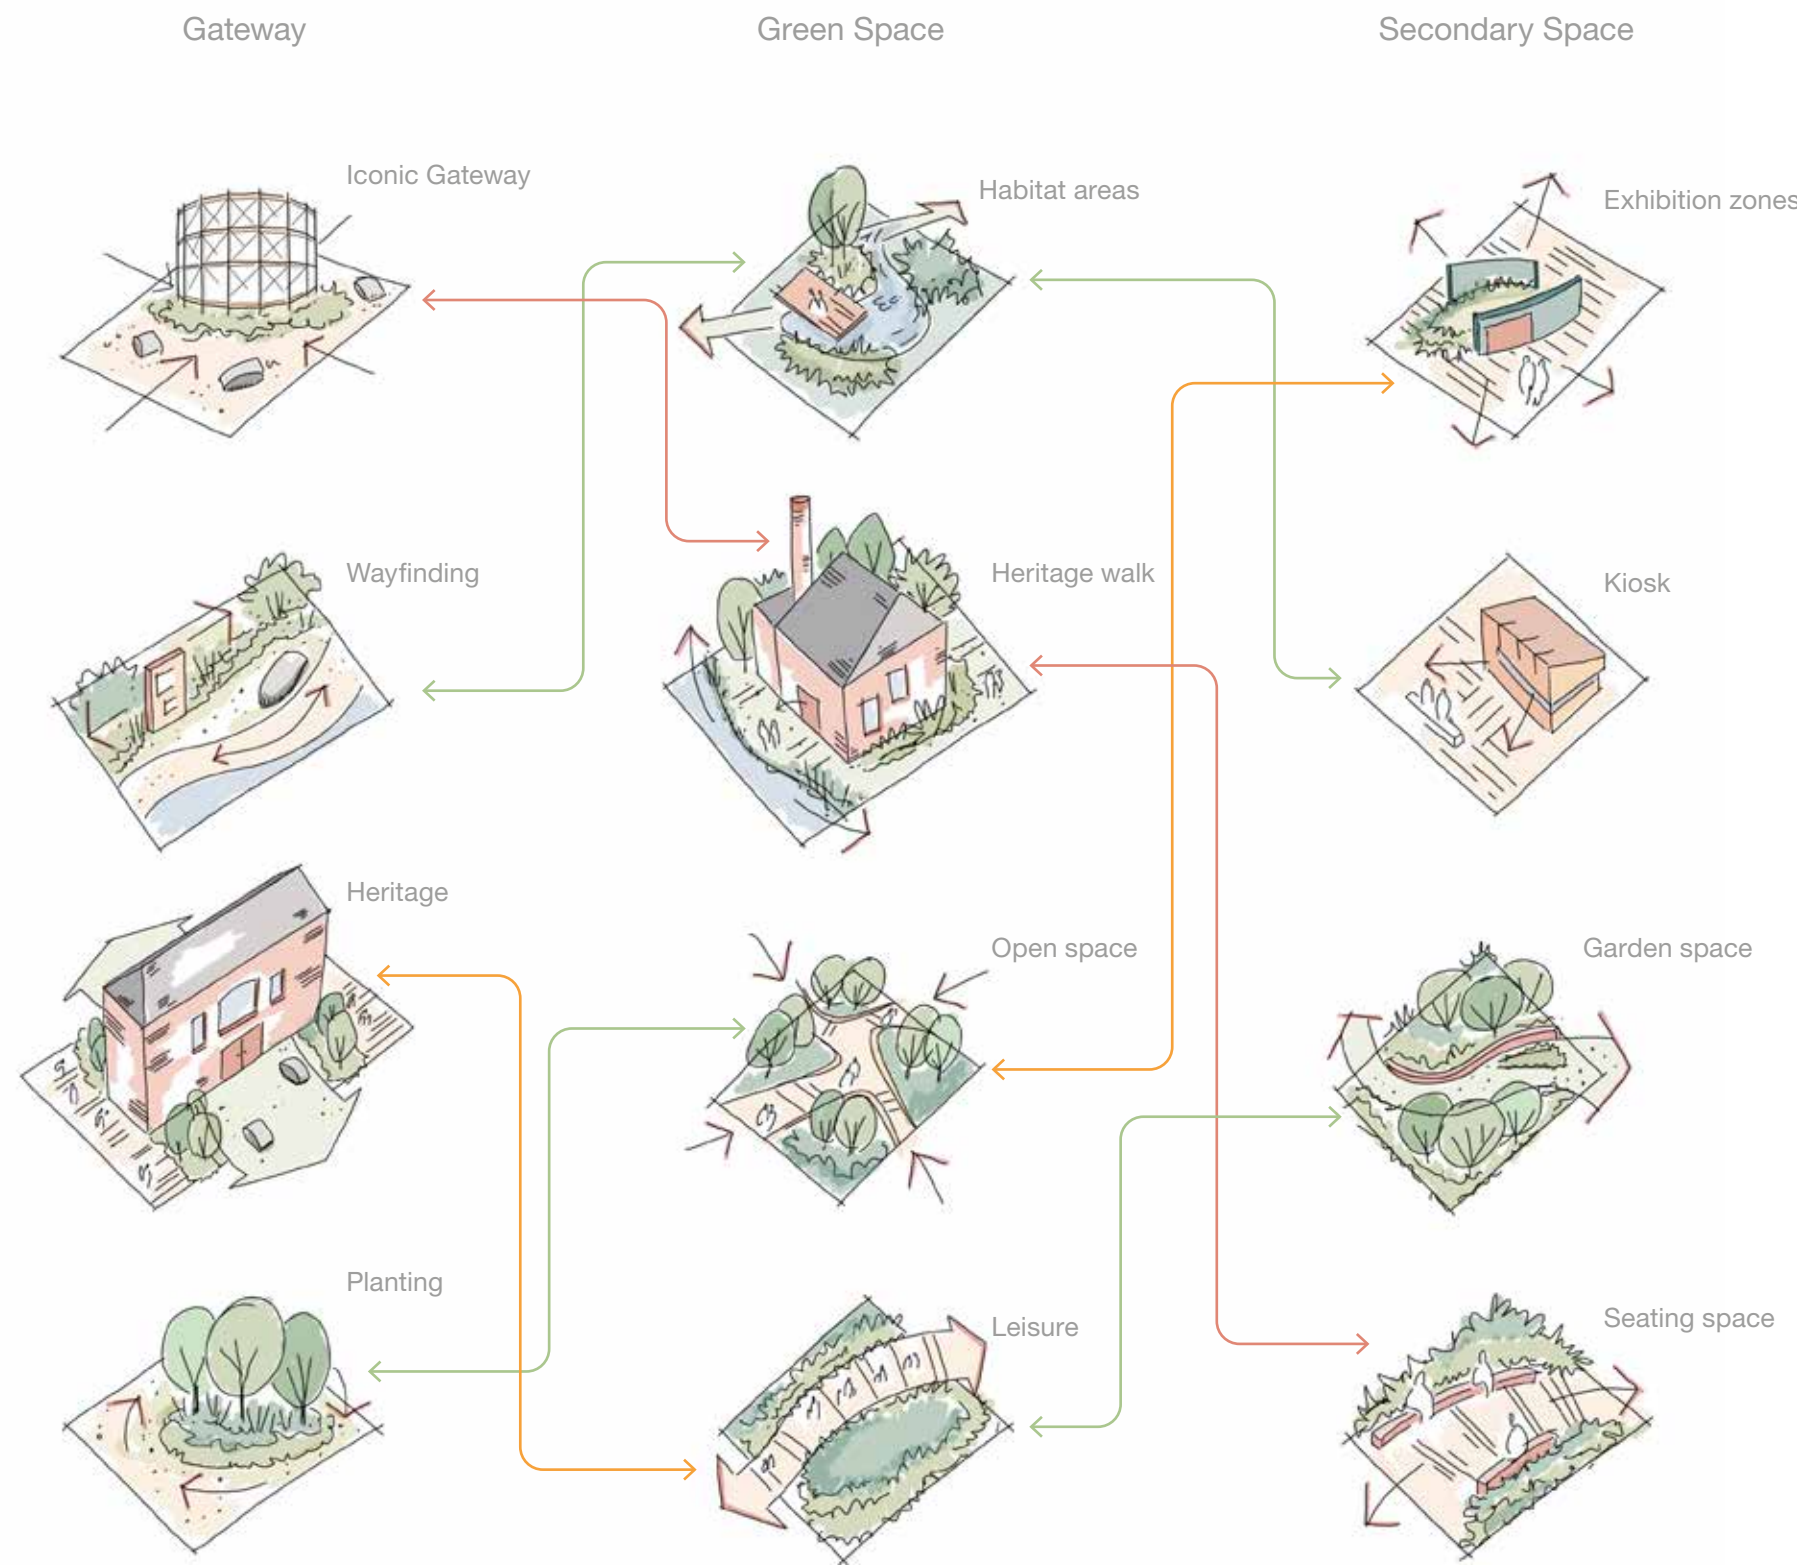 Gateway
Green Space
Secondary Space
Iconic Gateway
Habitat areas
Exhibition zones
Wayfinding
Heritage walk
Kiosk
Heritage
Open space
Garden space
Planting
Leisure
Seating space